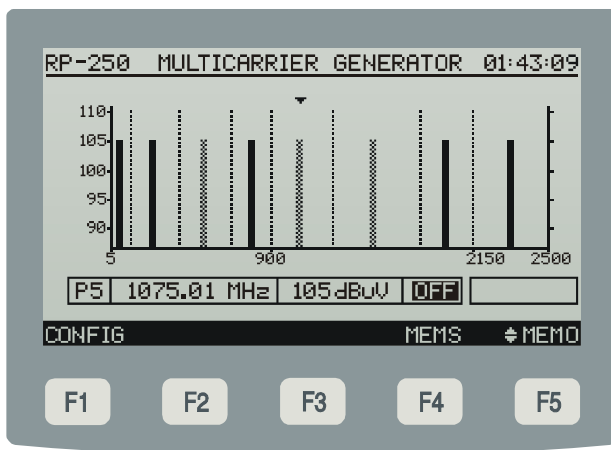 RP-250 MULTICARRIER GENERATOR 01:43:09
110
105
100
95
90
5 900 2150 2500
P5 1075.01 MHz 105dBuV OFF
CONFIG MEMS MEMO
F1 F2 F3 F4 F5